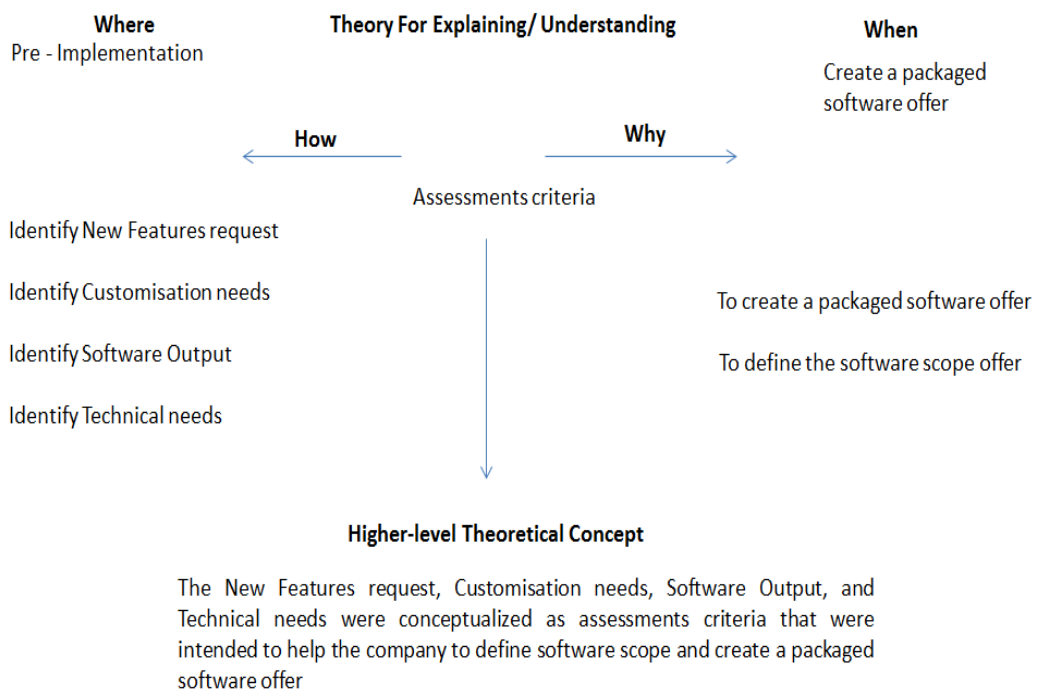 Where
Theory For Explaining/ Understanding
When
Pre - Implementation
Create a packaged
software offer
How
Why
Assessments criteria
Identify New Features request
Identify Customisation needs
Identify Software Output
Identify Technical needs
To create a packaged software offer
To define the software scope offer
Higher-level Theoretical Concept
The New Features request, Customisation needs, Software Output, and
Technical needs were conceptualized as assessments criteria that were
intended to help the company to define software scope and create a packaged
software offer